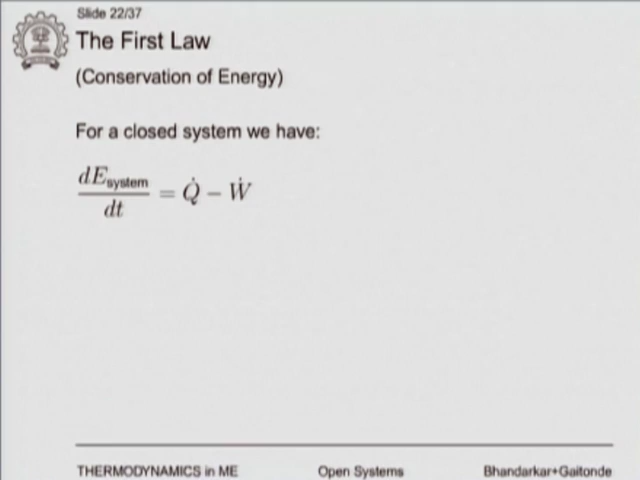 Slide 22/37
The First Law
(Conservation of Energy)
For a closed system we have:
dE_system/dt = Q̇ − Ẇ
THERMODYNAMICS in ME Open Systems Bhandarkar+Gaitonde